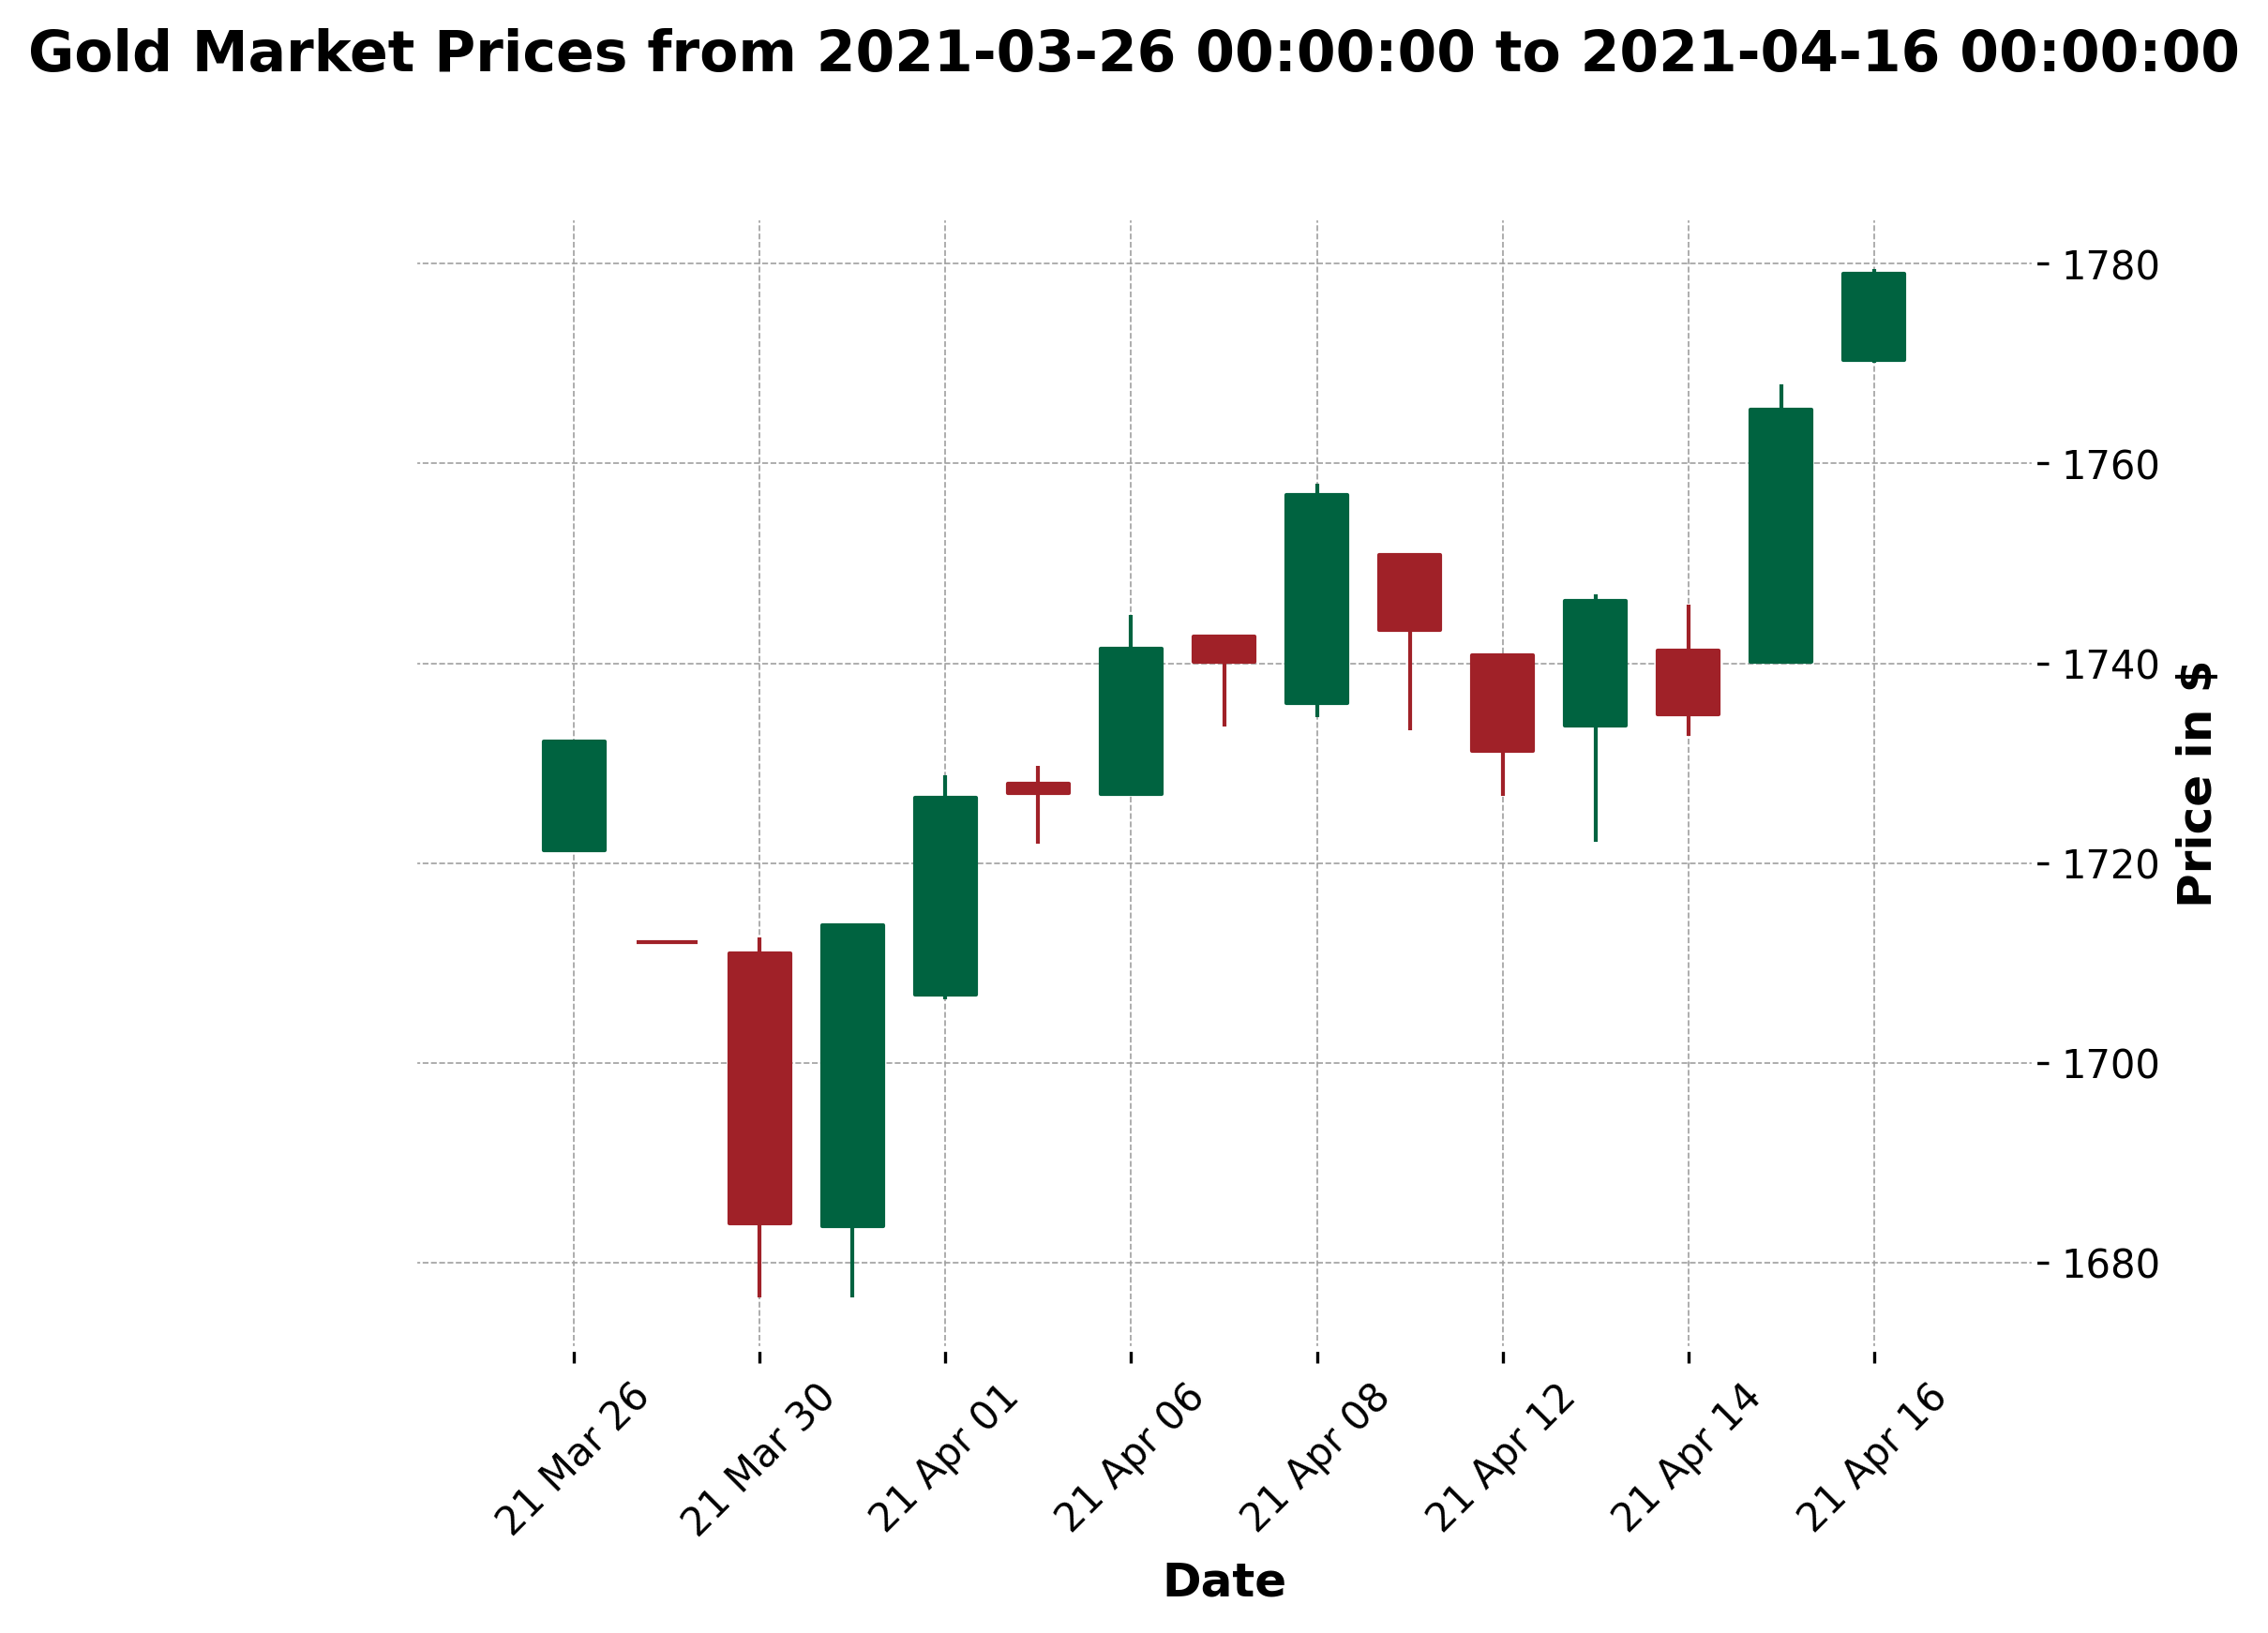 Gold Market Prices from 2021-03-26 00:00:00 to 2021-04-16 00:00:00
1780
1760
1740
1720
1700
1680
Price in $
21 Mar 26
21 Mar 30
21 Apr 01
21 Apr 06
21 Apr 08
21 Apr 12
21 Apr 14
21 Apr 16
Date